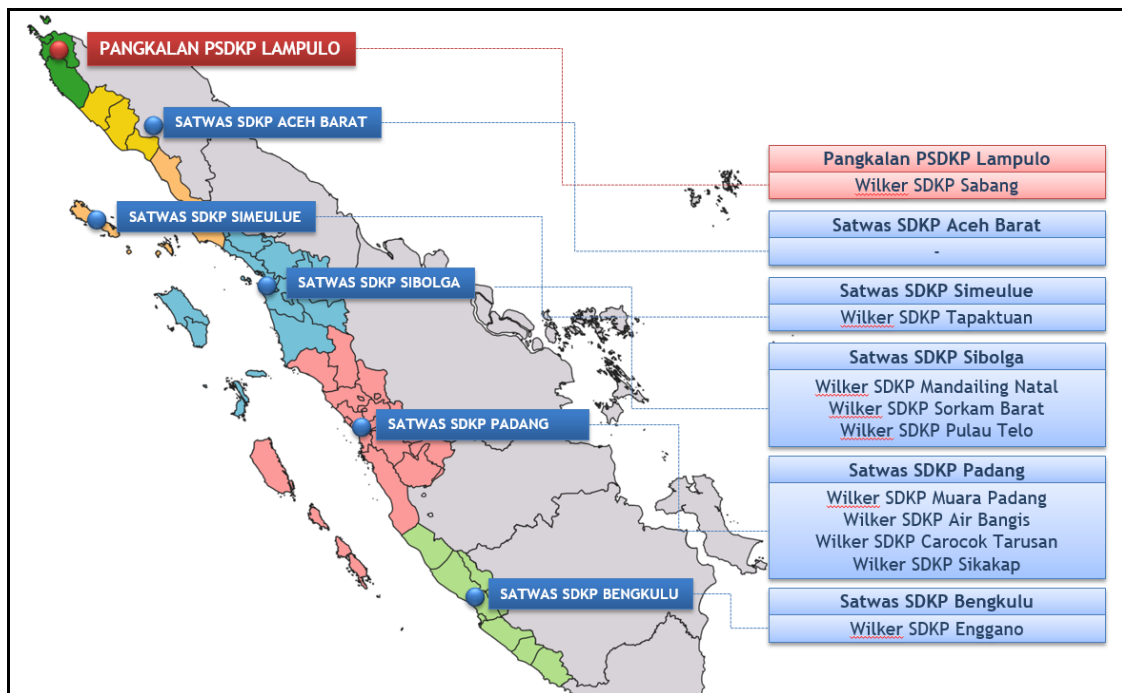 PANGKALAN PSDKP LAMPULO
SATWAS SDKP ACEH BARAT
SATWAS SDKP SIMEULUE
SATWAS SDKP SIBOLGA
SATWAS SDKP PADANG
SATWAS SDKP BENGKULU
Pangkalan PSDKP Lampulo
Wilker SDKP Sabang
Satwas SDKP Aceh Barat
-
Satwas SDKP Simeulue
Wilker SDKP Tapaktuan
Satwas SDKP Sibolga
Wilker SDKP Mandailing Natal
Wilker SDKP Sorkam Barat
Wilker SDKP Pulau Telo
Satwas SDKP Padang
Wilker SDKP Muara Padang
Wilker SDKP Air Bangis
Wilker SDKP Carocok Tarusan
Wilker SDKP Sikakap
Satwas SDKP Bengkulu
Wilker SDKP Enggano